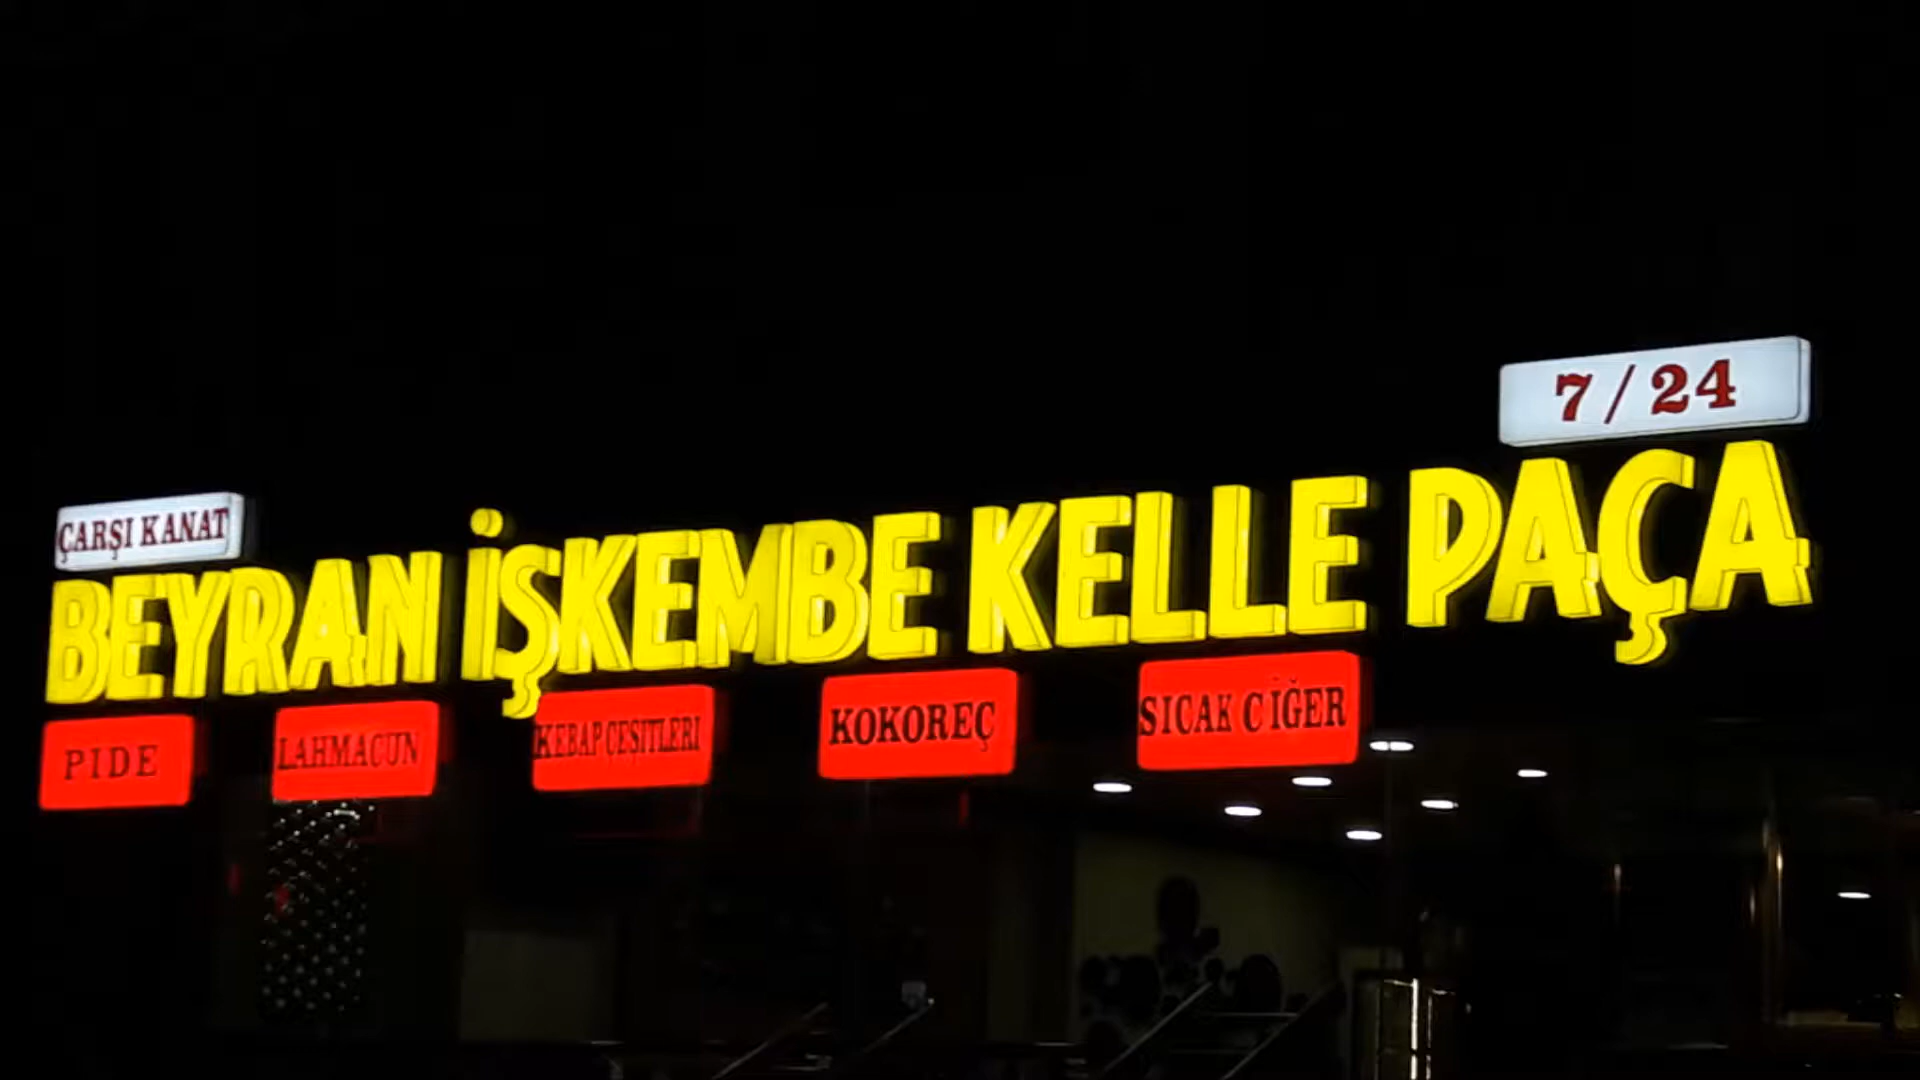 7/24
ÇARŞI KANAT
BEYRAN İŞKEMBE KELLE PAÇA
PIDE
LAHMACUN
KEBAP ÇEŞİTLERİ
KOKOREÇ
SICAK CİĞER